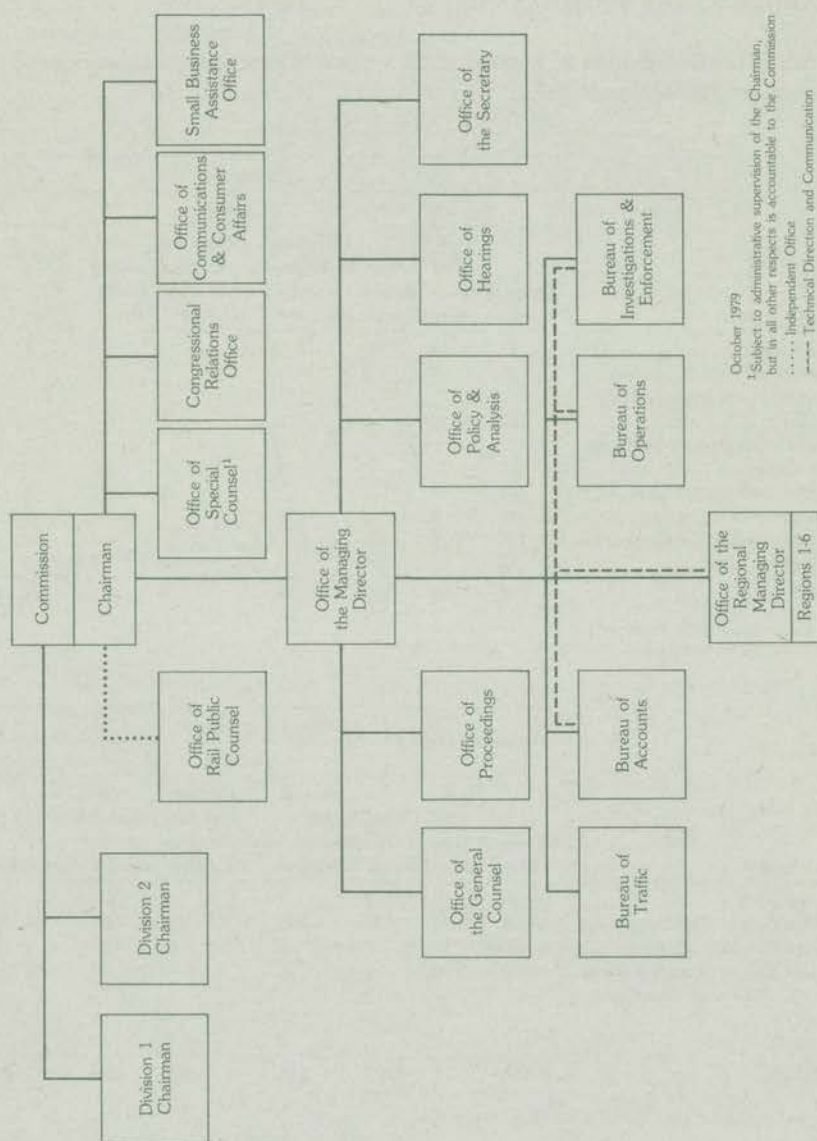 Commission
Chairman
Division 1
Chairman
Division 2
Chairman
Office of
Rail Public
Counsel
Office of
Special
Counsel¹
Congressional
Relations
Office
Office of
Communications
& Consumer
Affairs
Small Business
Assistance
Office
Office of
the Managing
Director
Office of
the General
Counsel
Office of
Proceedings
Office of
Policy &
Analysis
Office of
Hearings
Office of
the Secretary
Bureau of
Traffic
Bureau of
Accounts
Bureau of
Operations
Bureau of
Investigations &
Enforcement
Office of the
Regional
Managing
Director
Regions 1-6
October 1979
¹Subject to administrative supervision of the Chairman,
but in all other respects is accountable to the Commission
..... Independent Office
---- Technical Direction and Communication